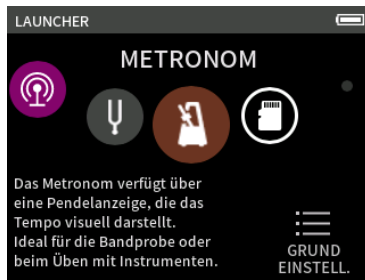 LAUNCHER
METRONOM
Das Metronom verfügt über
eine Pendelanzeige, die das
Tempo visuell darstellt.
Ideal für die Bandprobe oder
beim Üben mit Instrumenten.
GRUND
EINSTELL.